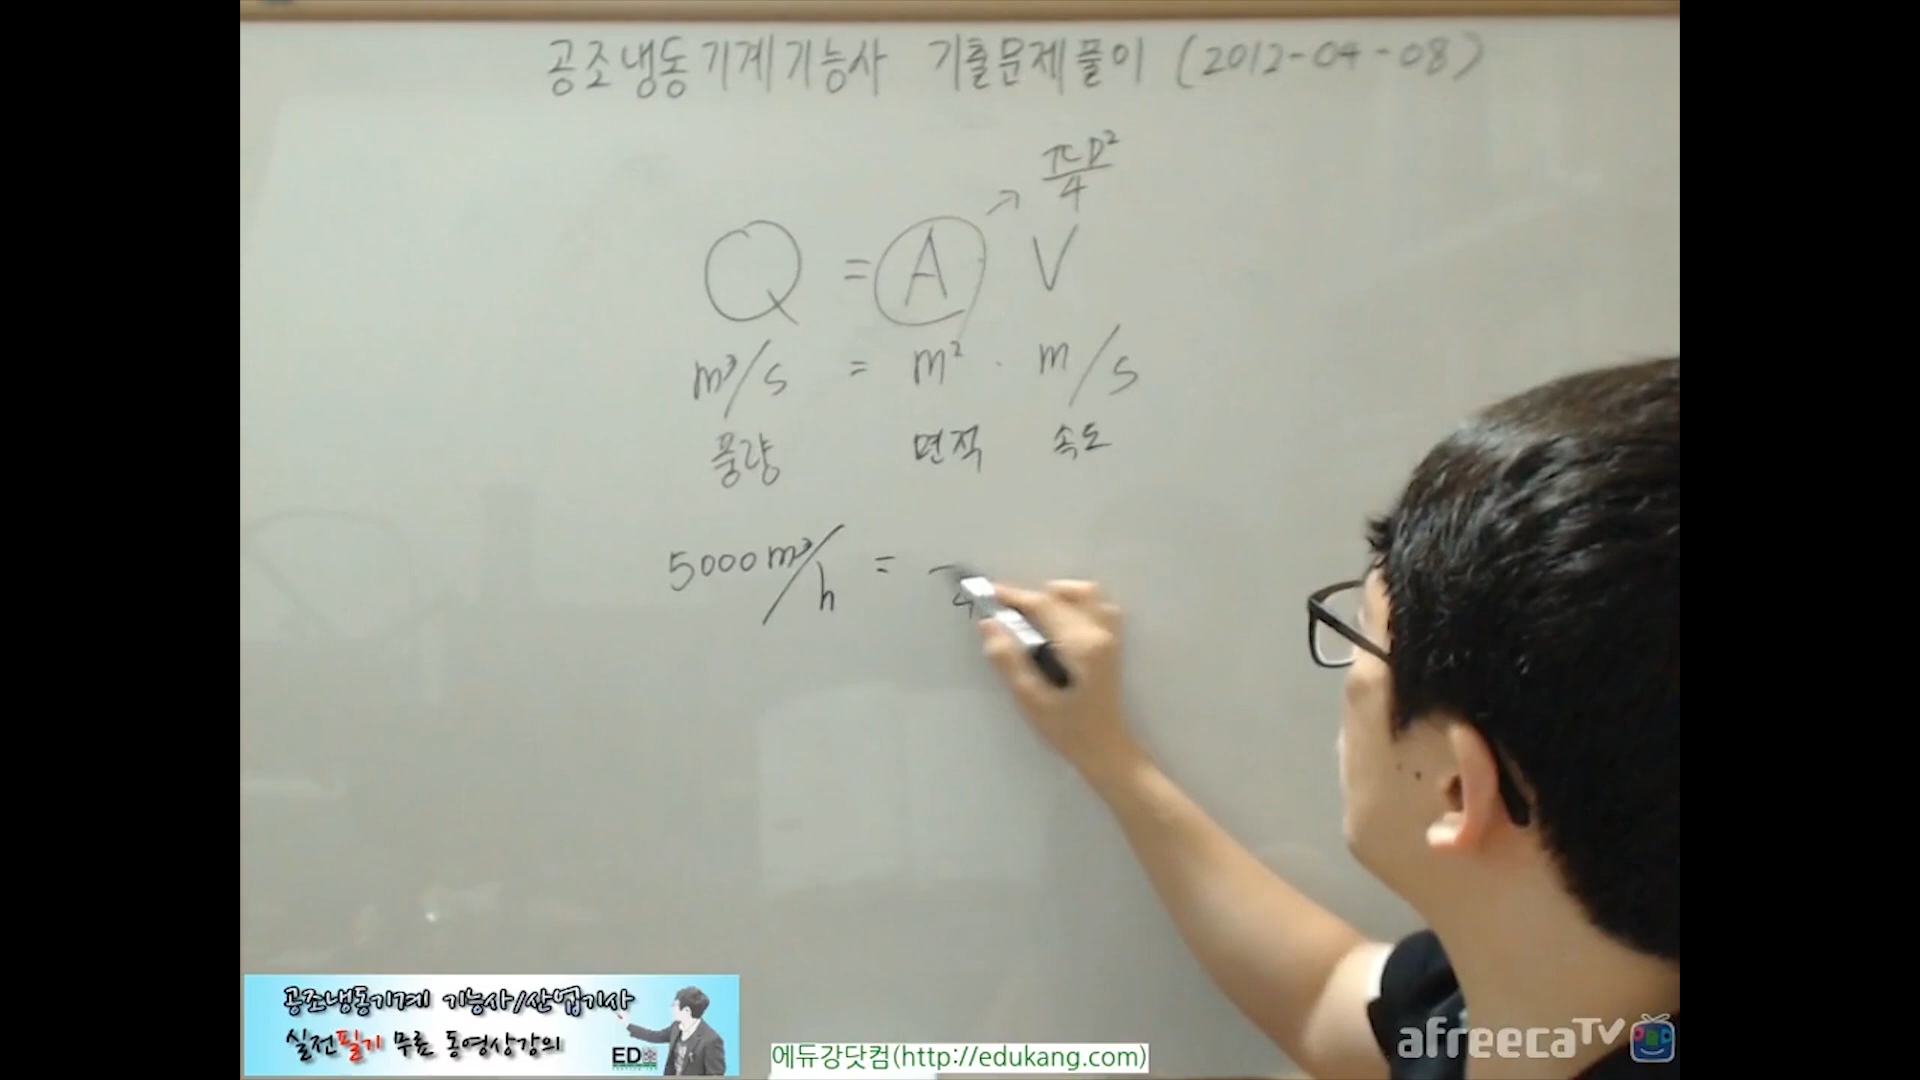 공조냉동기계기능사 기출문제풀이 (2012-04-08)
πD²
4
Q = A V
m³/s = m² · m/s
풍량 면적 속도
5000m³/h =
4
공조냉동기계 기능사/산업기사
실전필기 무료 동영상강의
에듀강닷컴(http://edukang.com)
afreecaTV